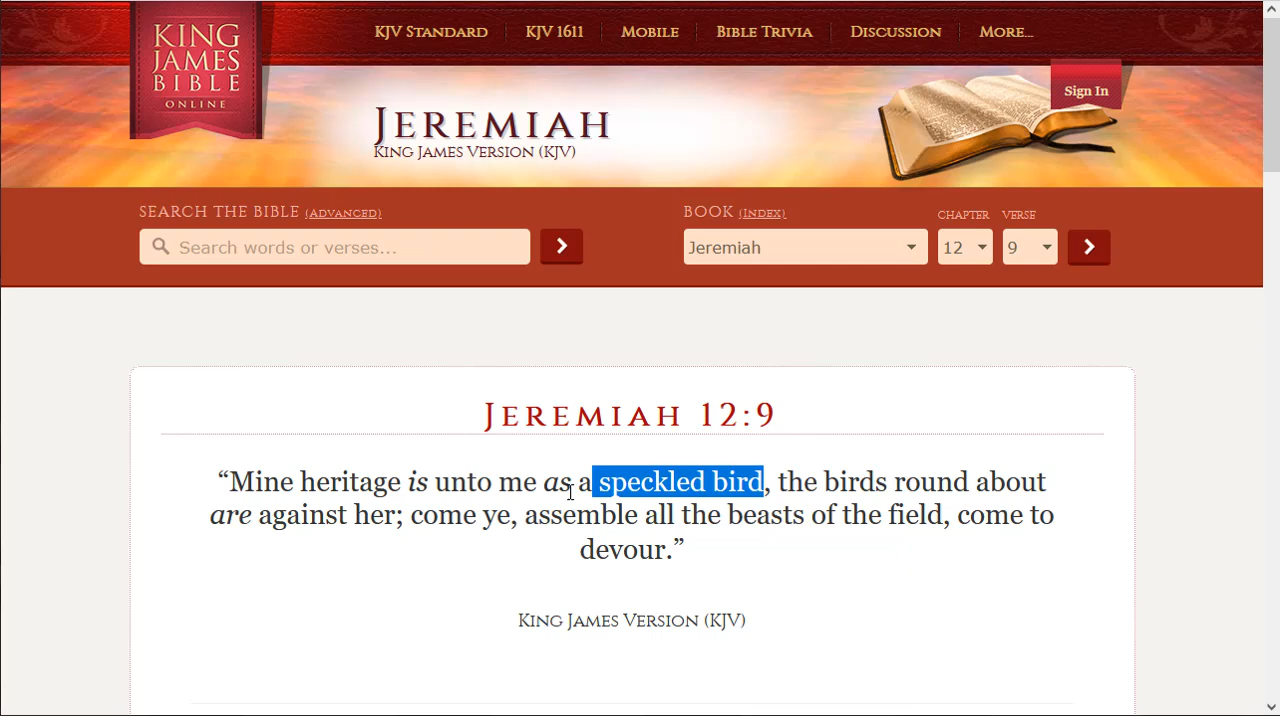 KING
JAMES
BIBLE
ONLINE
KJV Standard
KJV 1611
Mobile
Bible Trivia
Discussion
More...
Sign In
Jeremiah
King James Version (KJV)
Search the Bible (Advanced)
Search words or verses...
Book (Index)
Jeremiah
Chapter
12
Verse
9
Jeremiah 12:9
“Mine heritage is unto me as a speckled bird, the birds round about
are against her; come ye, assemble all the beasts of the field, come to
devour.”
King James Version (KJV)